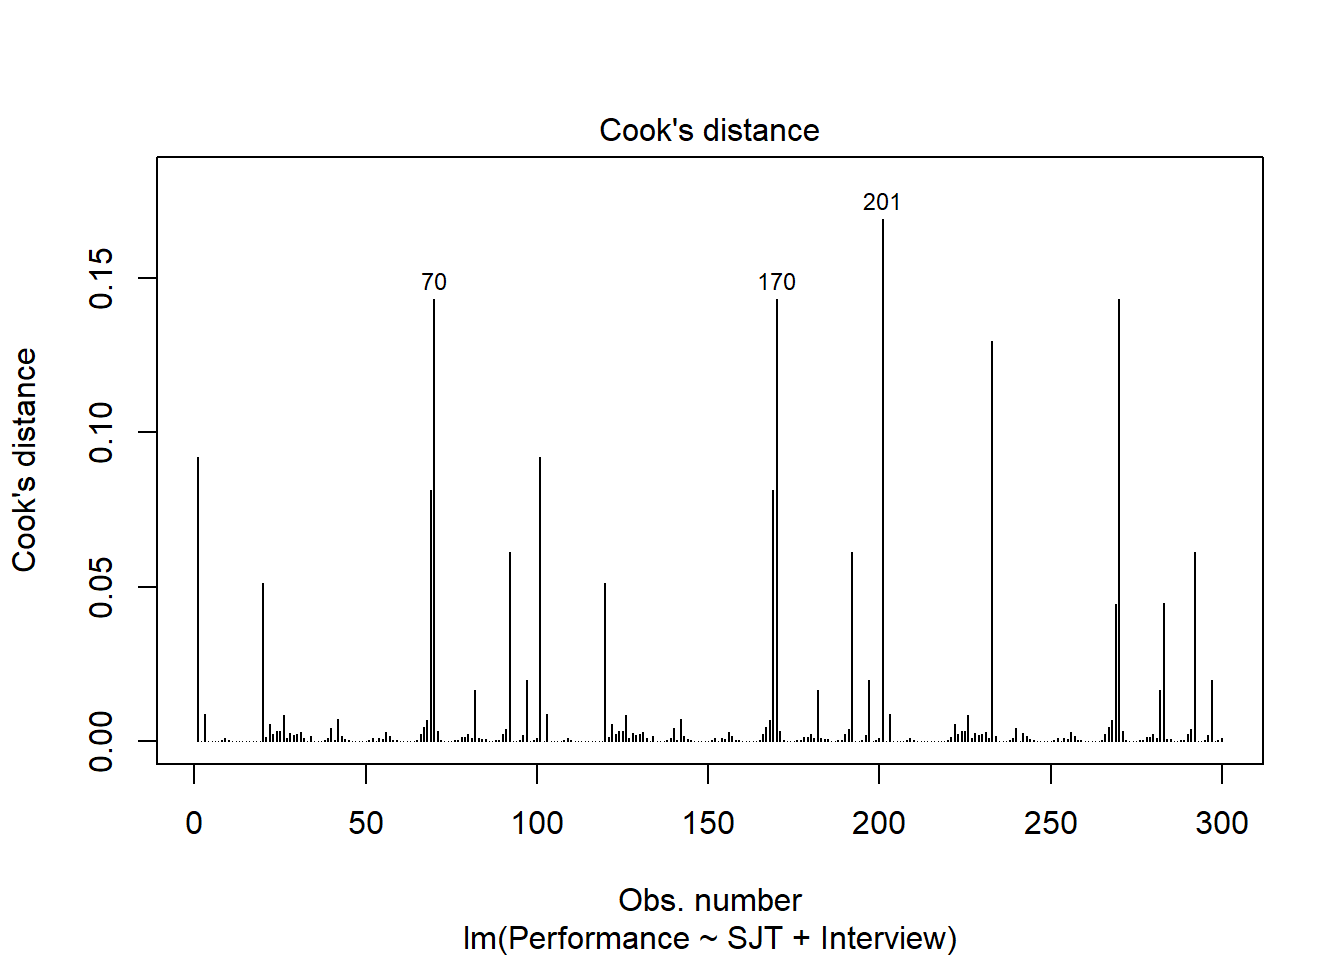 Cook's distance
201
70
170
Cook's distance
0.15
0.10
0.05
0.00
0 50 100 150 200 250 300
Obs. number
lm(Performance ~ SJT + Interview)